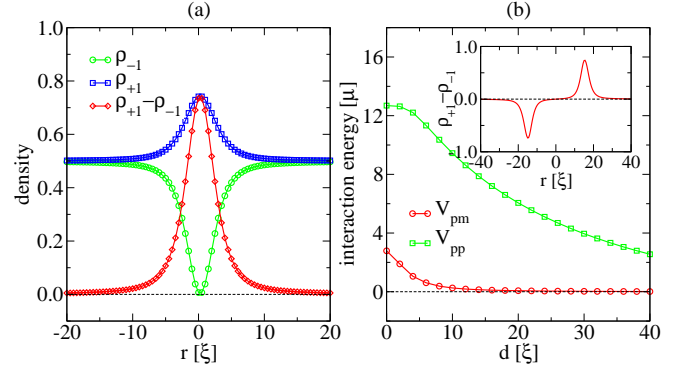 (a)
(b)
density
1.0
0.8
0.6
0.4
0.2
0.0
ρ₋₁
ρ₊₁
ρ₊₁−ρ₋₁
-20 -10 0 10 20
r [ξ]
interaction energy [μ]
16
12
8
4
0
V_pm
V_pp
0 10 20 30 40
d [ξ]
ρ₊₁−ρ₋₁
1.0
0.0
-1.0
-40 -20 0 20 40
r [ξ]